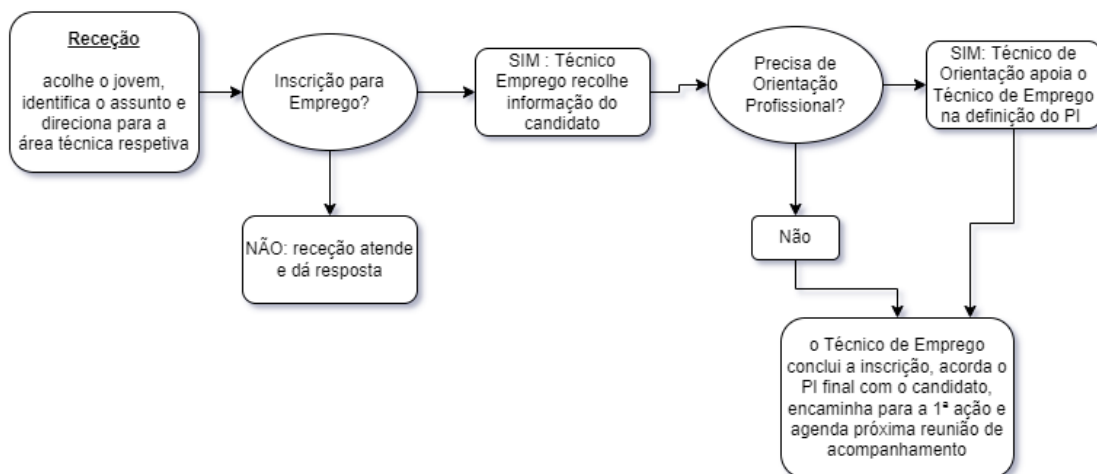 Receção
acolhe o jovem,
identifica o assunto e
direciona para a
área técnica respetiva
Inscrição para
Emprego?
SIM : Técnico
Emprego recolhe
informação do
candidato
Precisa de
Orientação
Profissional?
SIM: Técnico de
Orientação apoia o
Técnico de Emprego
na definição do PI
NÃO: receção atende
e dá resposta
Não
o Técnico de Emprego
conclui a inscrição, acorda o
PI final com o candidato,
encaminha para a 1ª ação e
agenda próxima reunião de
acompanhamento